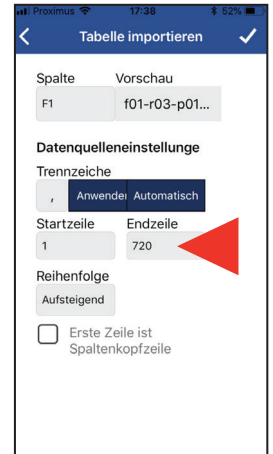 Proximus 17:38 52%
Tabelle importieren
Spalte Vorschau
F1 f01-r03-p01...
Datenquelleneinstellunge
Trennzeiche
, Anwender Automatisch
Startzeile Endzeile
1 720
Reihenfolge
Aufsteigend
Erste Zeile ist
Spaltenkopfzeile